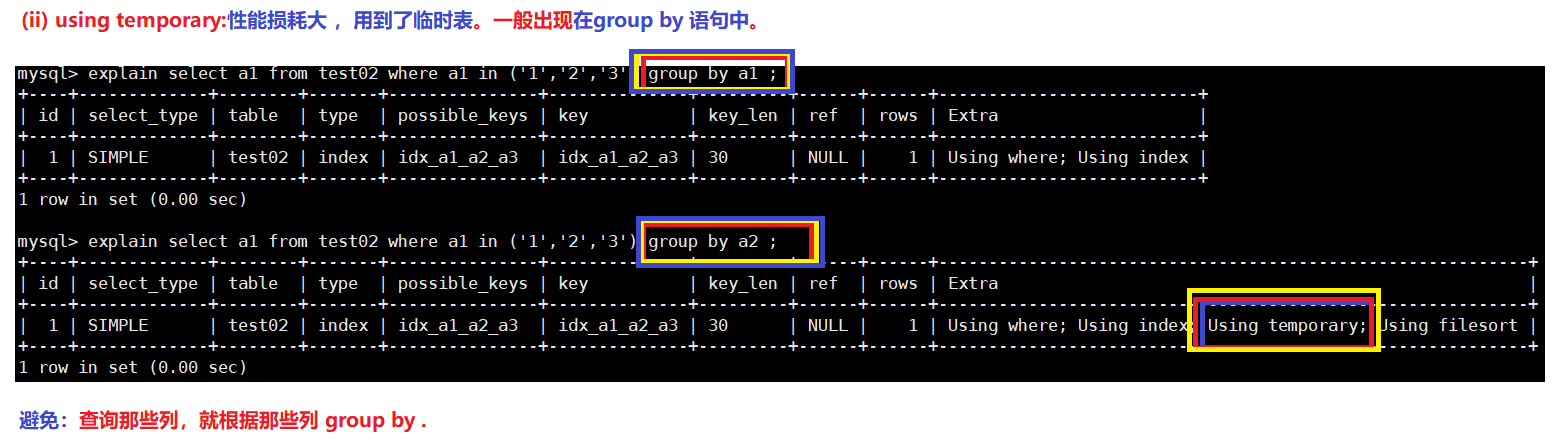 (ii) using temporary:性能损耗大 ，用到了临时表。一般出现在group by 语句中。
mysql> explain select a1 from test02 where a1 in ('1','2','3') group by a1 ;
+----+-------------+--------+-------+---------------+-------------+---------+------+------+--------------------------+
| id | select_type | table  | type  | possible_keys | key         | key_len | ref  | rows | Extra                    |
+----+-------------+--------+-------+---------------+-------------+---------+------+------+--------------------------+
|  1 | SIMPLE      | test02 | index | idx_a1_a2_a3  | idx_a1_a2_a3 | 30      | NULL |    1 | Using where; Using index |
+----+-------------+--------+-------+---------------+-------------+---------+------+------+--------------------------+
1 row in set (0.00 sec)
mysql> explain select a1 from test02 where a1 in ('1','2','3') group by a2 ;
+----+-------------+--------+-------+---------------+--------------+---------+------+------+-----------------------------------------------------------+
| id | select_type | table  | type  | possible_keys | key          | key_len | ref  | rows | Extra                                                     |
+----+-------------+--------+-------+---------------+--------------+---------+------+------+-----------------------------------------------------------+
|  1 | SIMPLE      | test02 | index | idx_a1_a2_a3  | idx_a1_a2_a3 | 30      | NULL |    1 | Using where; Using index; Using temporary; Using filesort |
+----+-------------+--------+-------+---------------+--------------+---------+------+------+-----------------------------------------------------------+
1 row in set (0.00 sec)
避免：查询那些列，就根据那些列 group by .